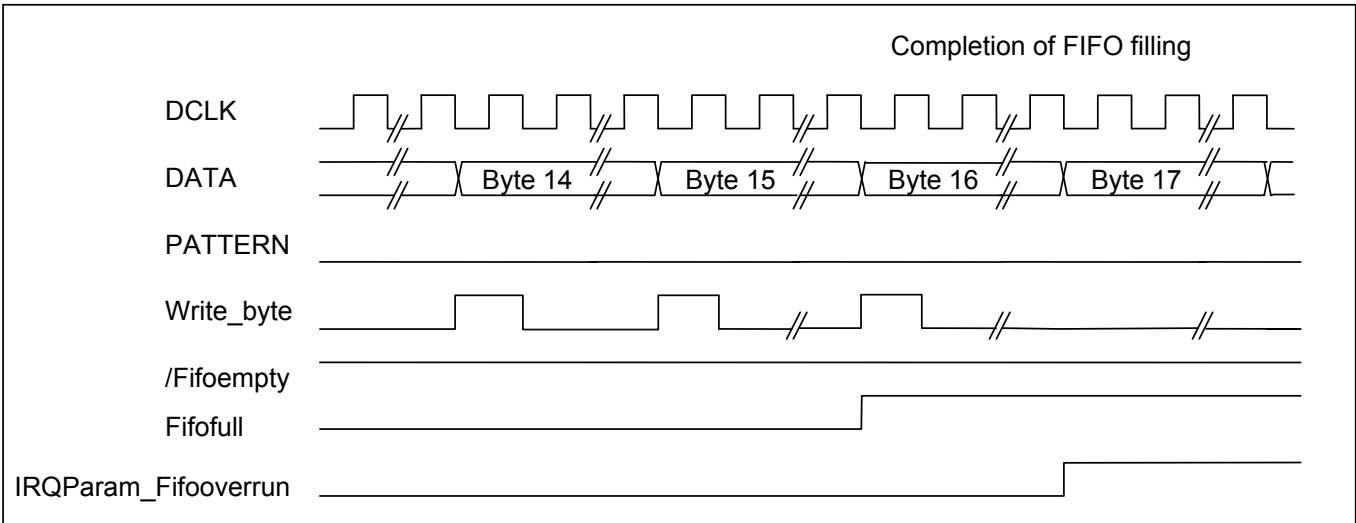 Completion of FIFO filling
DCLK
DATA
Byte 14 Byte 15 Byte 16 Byte 17
PATTERN
Write_byte
/Fifoempty
Fifofull
IRQParam_Fifooverrun